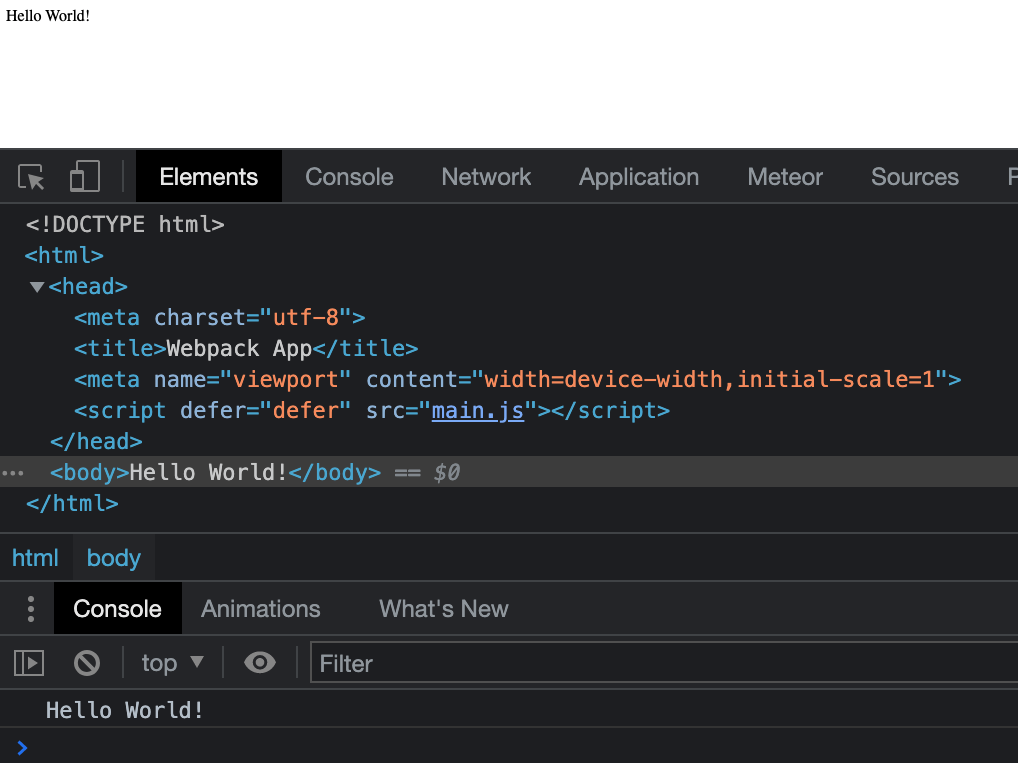 Hello World!
Elements Console Network Application Meteor Sources
<!DOCTYPE html>
<html>
<head>
<meta charset="utf-8">
<title>Webpack App</title>
<meta name="viewport" content="width=device-width,initial-scale=1">
<script defer="defer" src="main.js"></script>
</head>
<body>Hello World!</body> == $0
</html>
html body
Console Animations What's New
top Filter
Hello World!